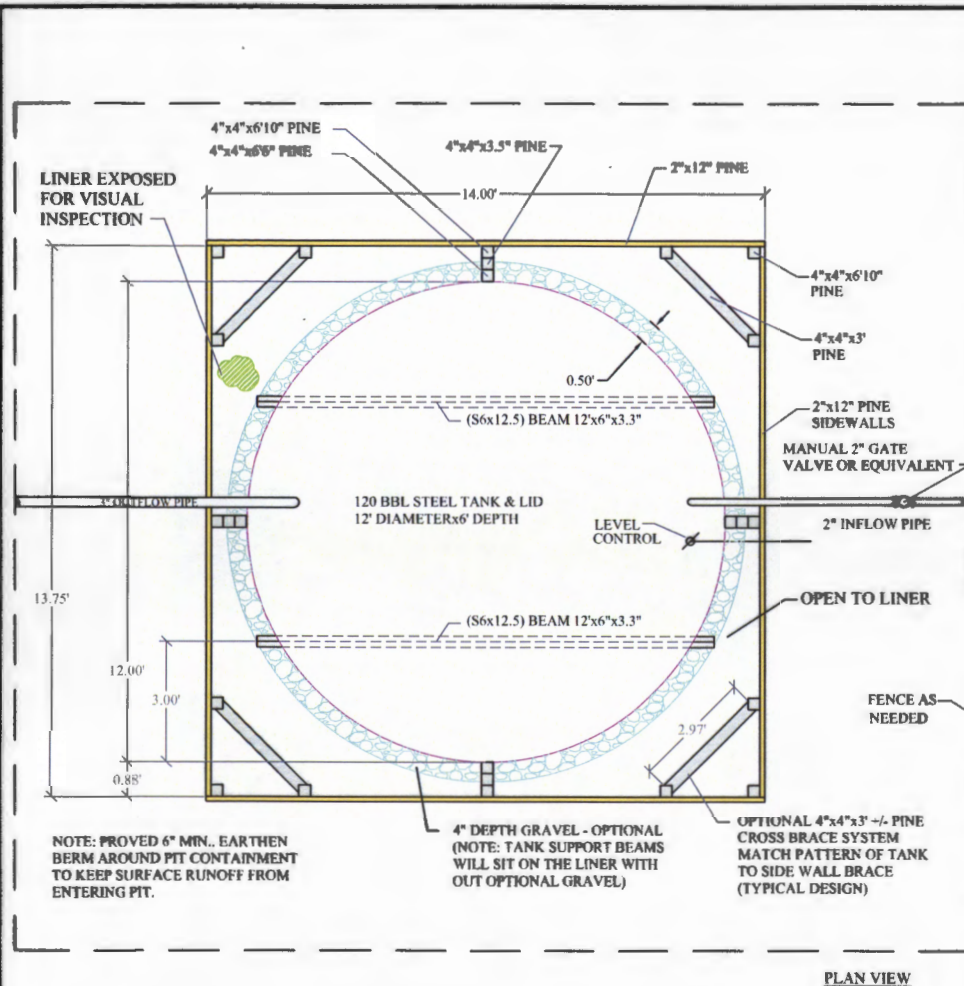 4"x4"x6'10" PINE
4"x4"x6'6" PINE
4"x4"x3.5" PINE
2"x12" PINE
LINER EXPOSED
FOR VISUAL
INSPECTION
14.00'
4"x4"x6'10"
PINE
4"x4"x3'
PINE
0.50'
(S6x12.5) BEAM 12'x6"x3.3"
2"x12" PINE
SIDEWALLS
MANUAL 2" GATE
VALVE OR EQUIVALENT
3" OUTFLOW PIPE
120 BBL STEEL TANK & LID
12' DIAMETERx6' DEPTH
LEVEL
CONTROL
2" INFLOW PIPE
13.75'
OPEN TO LINER
(S6x12.5) BEAM 12'x6"x3.3"
12.00'
3.00'
2.97'
FENCE AS
NEEDED
0.88'
NOTE: PROVED 6" MIN.. EARTHEN
BERM AROUND PIT CONTAINMENT
TO KEEP SURFACE RUNOFF FROM
ENTERING PIT.
4" DEPTH GRAVEL - OPTIONAL
(NOTE: TANK SUPPORT BEAMS
WILL SIT ON THE LINER WITH
OUT OPTIONAL GRAVEL)
OPTIONAL 4"x4"x3' +/- PINE
CROSS BRACE SYSTEM
MATCH PATTERN OF TANK
TO SIDE WALL BRACE
(TYPICAL DESIGN)
PLAN VIEW